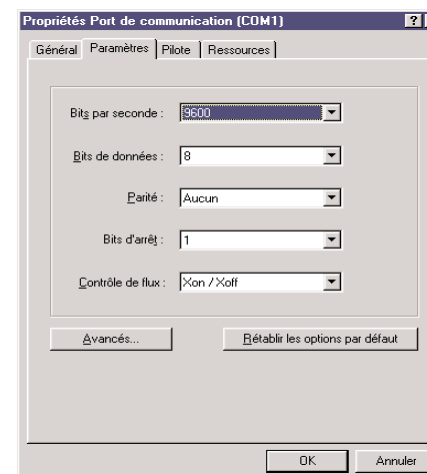 Propriétés Port de communication (COM1)
?
Général Paramètres Pilote Ressources
Bits par seconde : 9600
Bits de données : 8
Parité : Aucun
Bits d'arrêt : 1
Contrôle de flux : Xon / Xoff
Avancés... Rétablir les options par défaut
OK Annuler